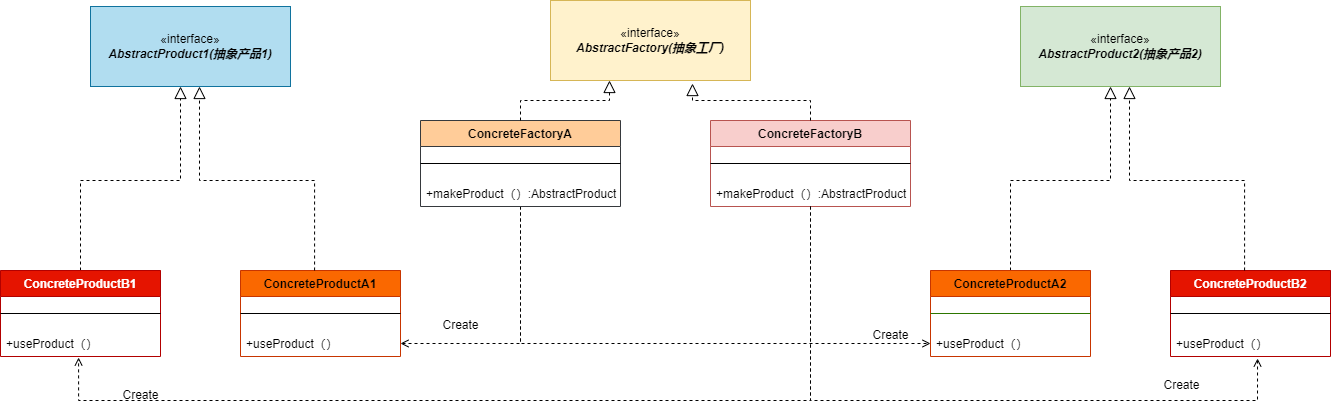 «interface»
AbstractProduct1(抽象产品1)
«interface»
AbstractFactory(抽象工厂)
«interface»
AbstractProduct2(抽象产品2)
ConcreteFactoryA
+makeProduct（）:AbstractProduct
ConcreteFactoryB
+makeProduct（）:AbstractProduct
ConcreteProductB1
+useProduct（）
ConcreteProductA1
+useProduct（）
ConcreteProductA2
+useProduct（）
ConcreteProductB2
+useProduct（）
Create
Create
Create
Create